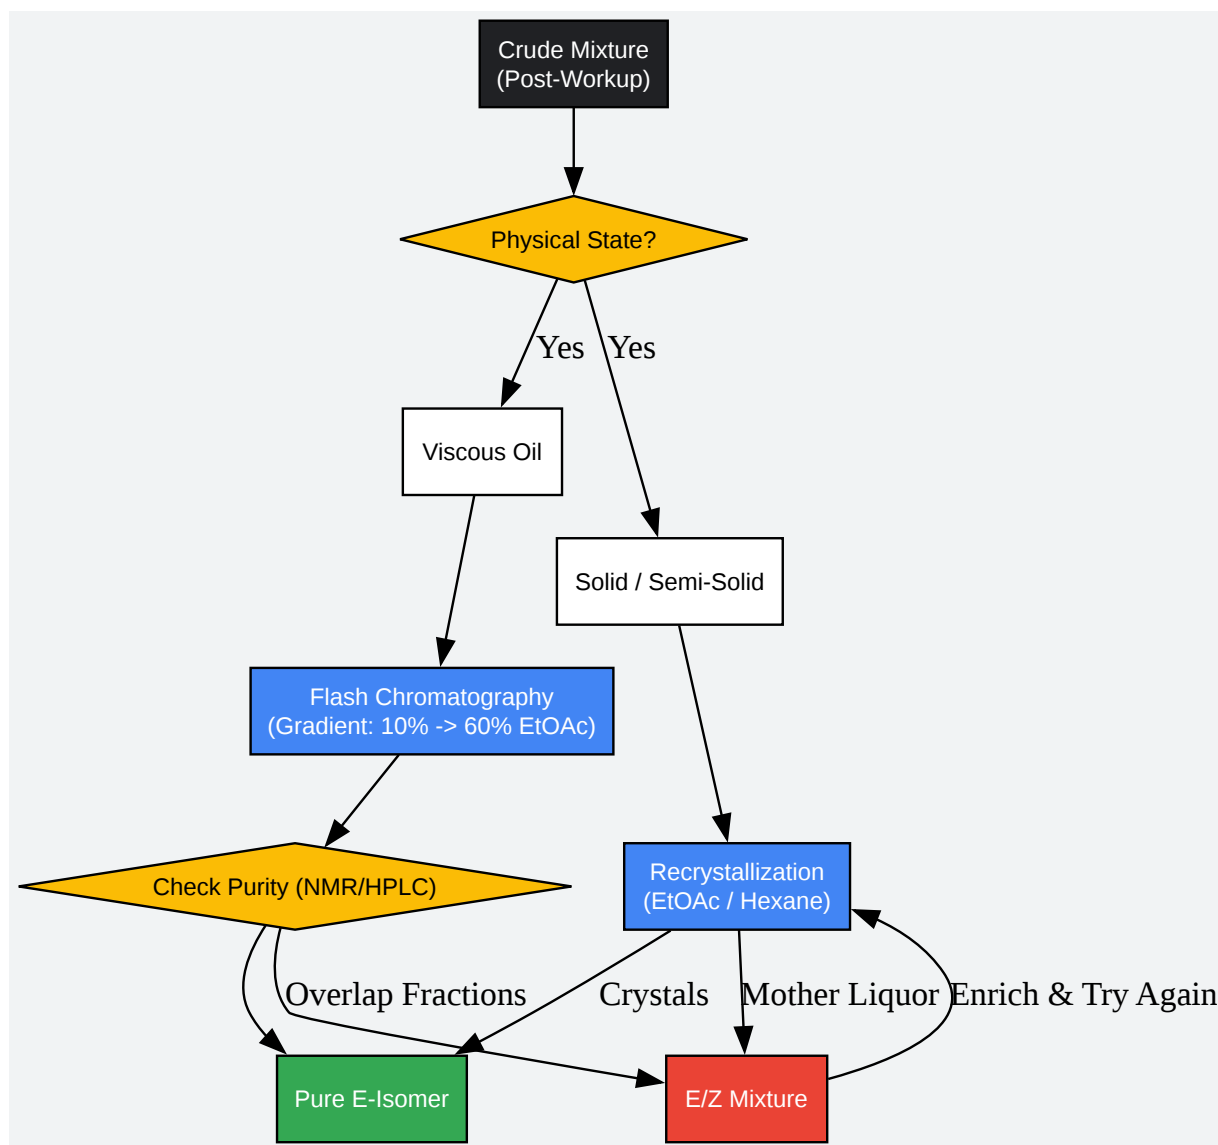 Crude Mixture
(Post-Workup)
Physical State?
Yes
Yes
Viscous Oil
Solid / Semi-Solid
Flash Chromatography
(Gradient: 10% -> 60% EtOAc)
Check Purity (NMR/HPLC)
Recrystallization
(EtOAc / Hexane)
Overlap Fractions
Crystals
Mother Liquor
Enrich & Try Again
Pure E-Isomer
E/Z Mixture